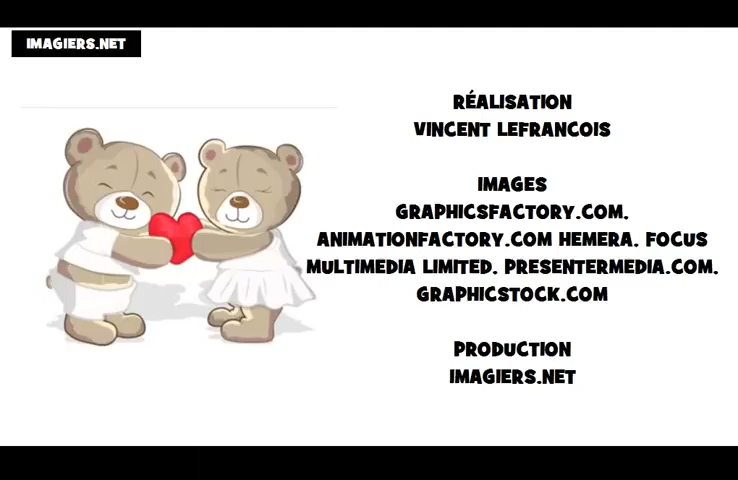 IMAGIERS.NET
RÉALISATION
VINCENT LEFRANCOIS
IMAGES
GRAPHICSFACTORY.COM,
ANIMATIONFACTORY.COM HEMERA, FOCUS
MULTIMEDIA LIMITED, PRESENTERMEDIA.COM,
GRAPHICSTOCK.COM
PRODUCTION
IMAGIERS.NET